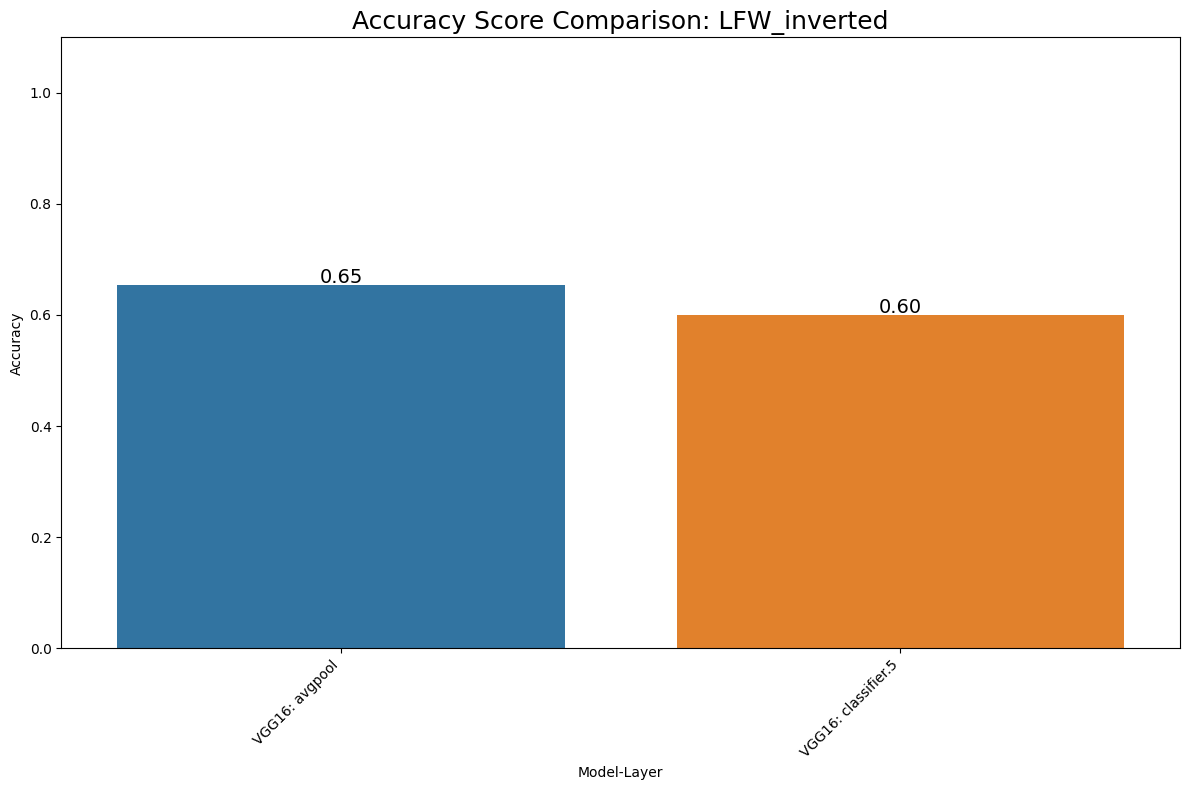 Accuracy Score Comparison: LFW_inverted
Accuracy
1.0
0.8
0.6
0.4
0.2
0.0
0.65
0.60
VGG16: avgpool
VGG16: classifier.5
Model-Layer